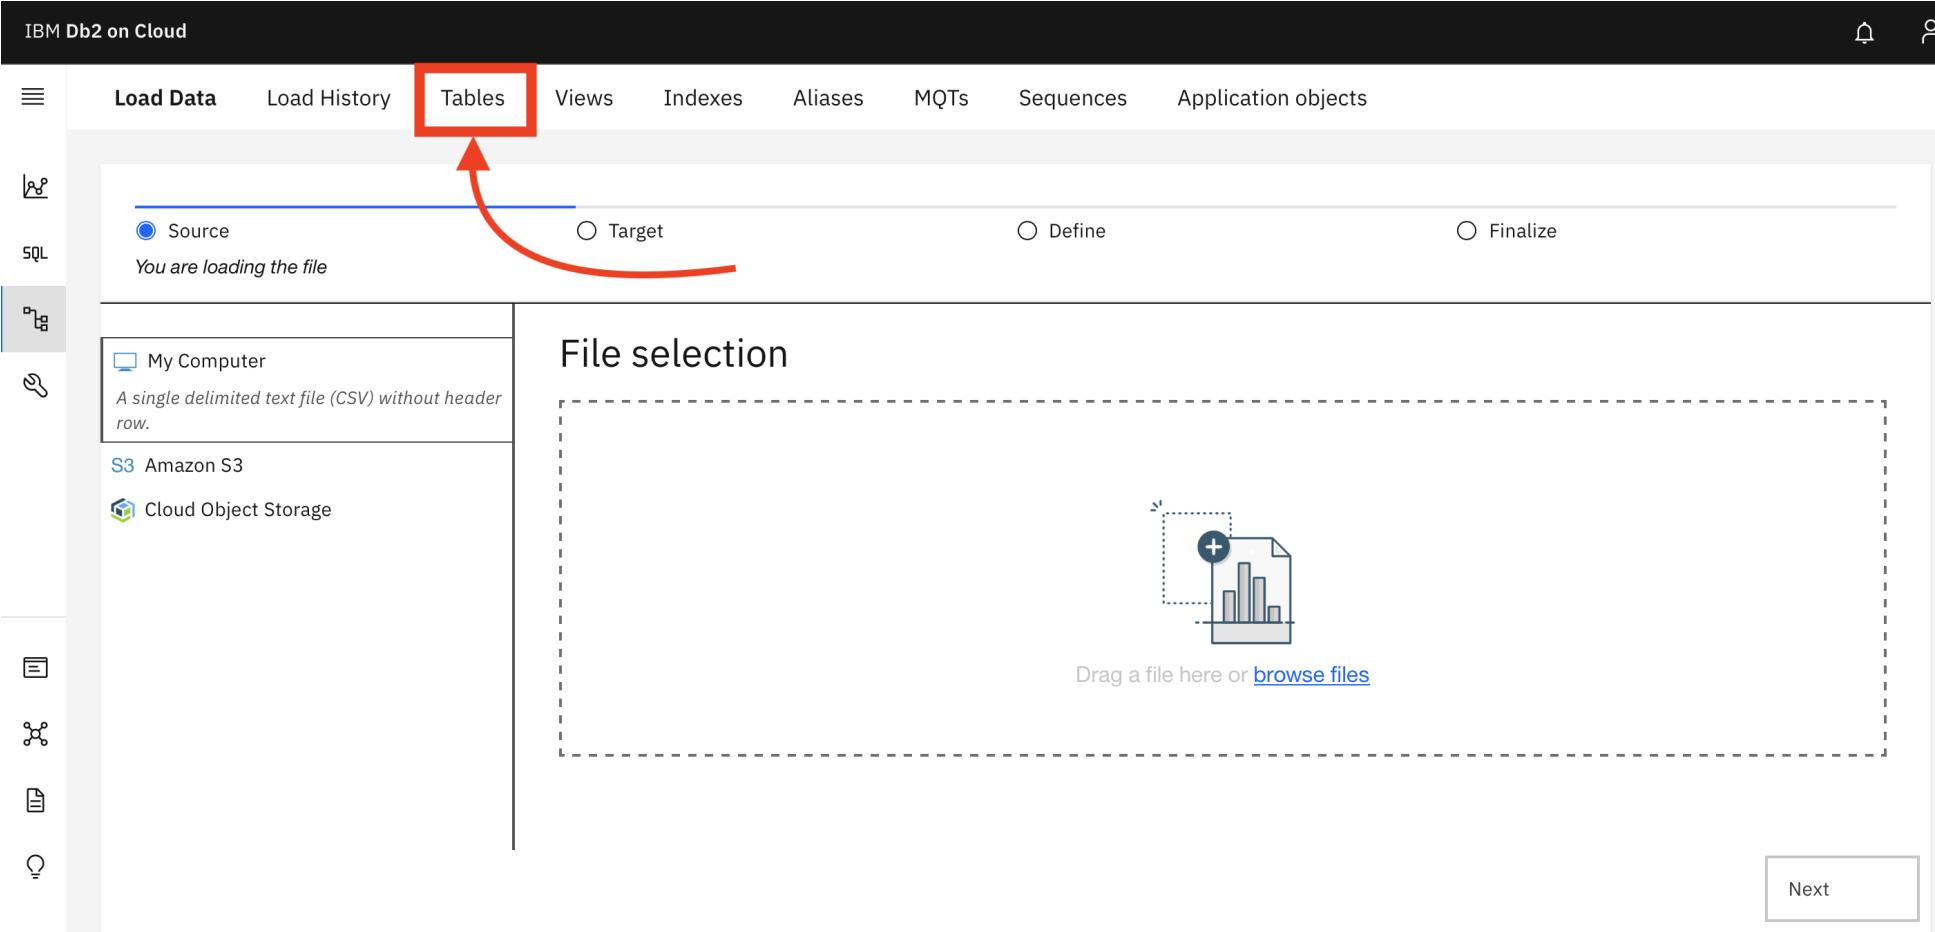 IBM Db2 on Cloud
Load Data
Load History
Tables
Views
Indexes
Aliases
MQTs
Sequences
Application objects
SQL
Source
Target
Define
Finalize
You are loading the file
My Computer
A single delimited text file (CSV) without header
row.
S3 Amazon S3
Cloud Object Storage
File selection
Drag a file here or browse files
Next